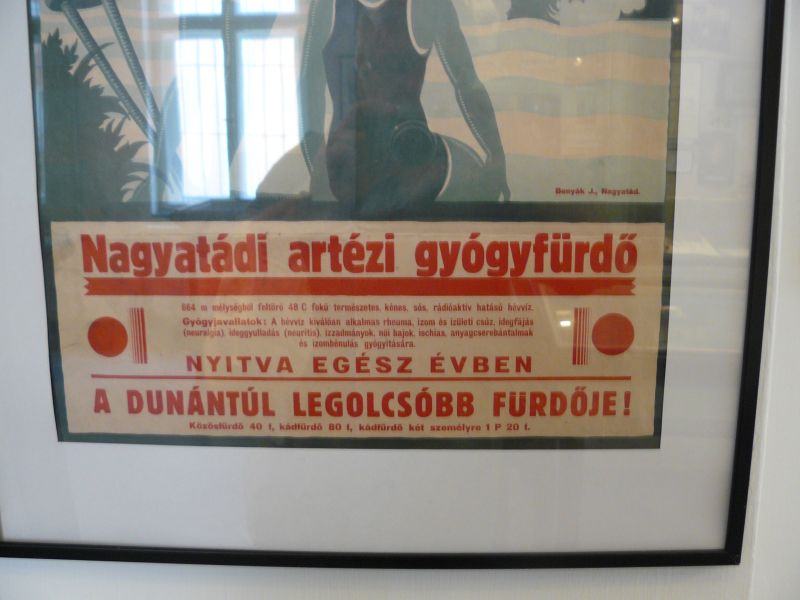 Benyák J., Nagyatád.
Nagyatádi artézi gyógyfürdő
664 m mélységből feltörő 48 C fokú természetes, kénes, sós, rádióaktív hatású hévvíz.
Gyógyjavallatok: A hévvíz kiválóan alkalmas rheuma, izom és izületi csúz, idegfájás
(neuralgia), ideggyulladás (neuritis), izzadmányok, női bajok, ischias, anyagcserebántalmak
és izombénulás gyógyítására.
NYITVA EGÉSZ ÉVBEN
A DUNÁNTÚL LEGOLCSÓBB FÜRDŐJE!
Közösfürdő 40 f, kádfürdő 80 f, kádfürdő két személyre 1 P 20 f.